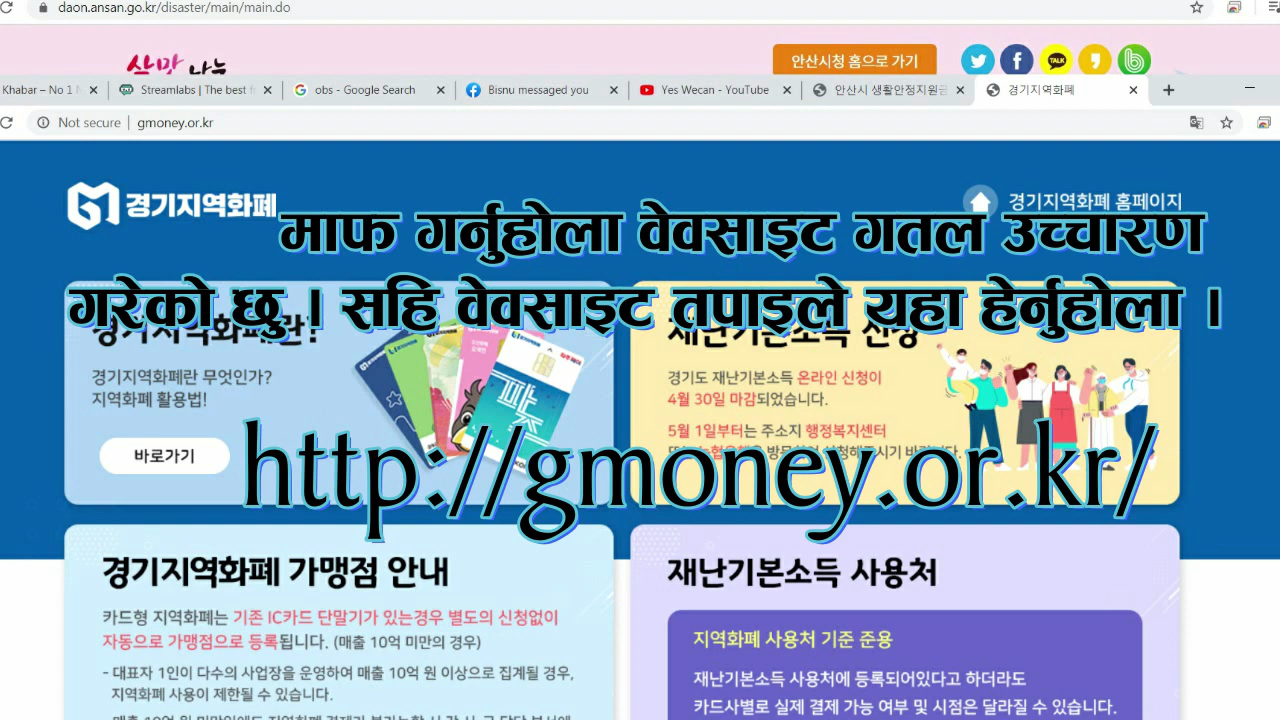 daon.ansan.go.kr/disaster/main/main.do
안산시청 홈으로 가기
TALK
Khabar – No 1
Streamlabs | The best
obs - Google Search
Bisnu messaged you
Yes Wecan - YouTube
안산시 생활안정지원금
경기지역화폐
Not secure | gmoney.or.kr
경기지역화폐
경기지역화폐 홈페이지
माफ गर्नुहोला वेवसाइट गतल उच्चारण
गरेको छु । सहि वेवसाइट तपाइले यहा हेर्नुहोला ।
경기지역화폐란?
경기지역화폐란 무엇인가?
지역화폐 활용법!
바로가기
재난기본소득 신청
경기도 재난기본소득 온라인 신청이
4월 30일 마감되었습니다.
5월 1일부터는 주소지 행정복지센터
http://gmoney.or.kr/
경기지역화폐 가맹점 안내
카드형 지역화폐는 기존 IC카드 단말기가 있는경우 별도의 신청없이
자동으로 가맹점으로 등록됩니다. (매출 10억 미만의 경우)
- 대표자 1인이 다수의 사업장을 운영하여 매출 10억 원 이상으로 집계될 경우,
지역화폐 사용이 제한될 수 있습니다.
재난기본소득 사용처
지역화폐 사용처 기준 준용
재난기본소득 사용처에 등록되어있다고 하더라도
카드사별로 실제 결제 가능 여부 및 시점은 달라질 수 있습니다.